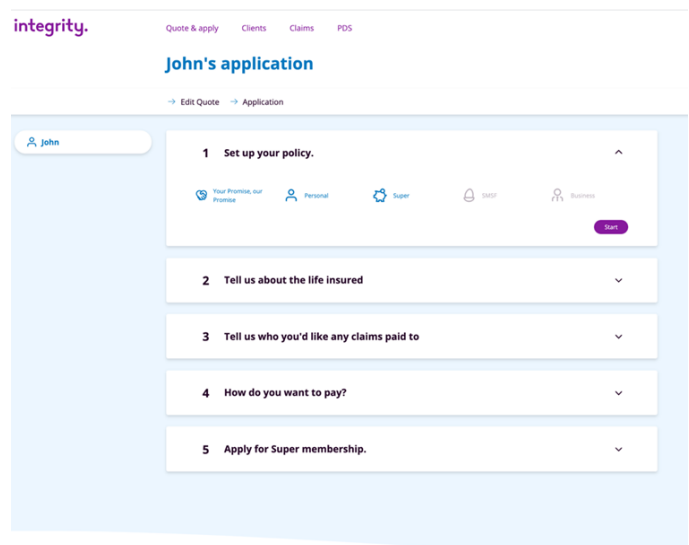 integrity.
Quote & apply Clients Claims PDS
John's application
→ Edit Quote → Application
John
1 Set up your policy.
Your Promise, our
Promise
Personal
Super
SMSF
Business
Start
2 Tell us about the life insured
3 Tell us who you'd like any claims paid to
4 How do you want to pay?
5 Apply for Super membership.